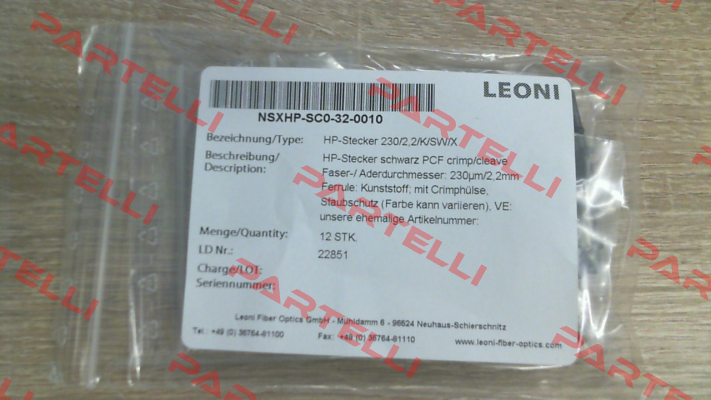 LEONI
NSXHP-SC0-32-0010
Bezeichnung/Type: HP-Stecker 230/2,2/K/SW/X
Beschreibung/ HP-Stecker schwarz PCF crimp/cleave
Description: Faser-/ Aderdurchmesser: 230µm/2,2mm
Ferrule: Kunststoff; mit Crimphülse,
Staubschutz (Farbe kann variieren), VE:
unsere ehemalige Artikelnummer:
Menge/Quantity: 12 STK.
LD Nr.: 22851
Charge/LOT:
Seriennummer:
Leoni Fiber Optics GmbH - Mühldamm 6 - 96524 Neuhaus-Schierschnitz
Tel.: +49 (0) 36764-81100 Fax: +49 (0) 36764-81110 www.leoni-fiber-optics.com
PARTELLI
PARTELLI
PARTELLI
PARTELLI
PARTELLI